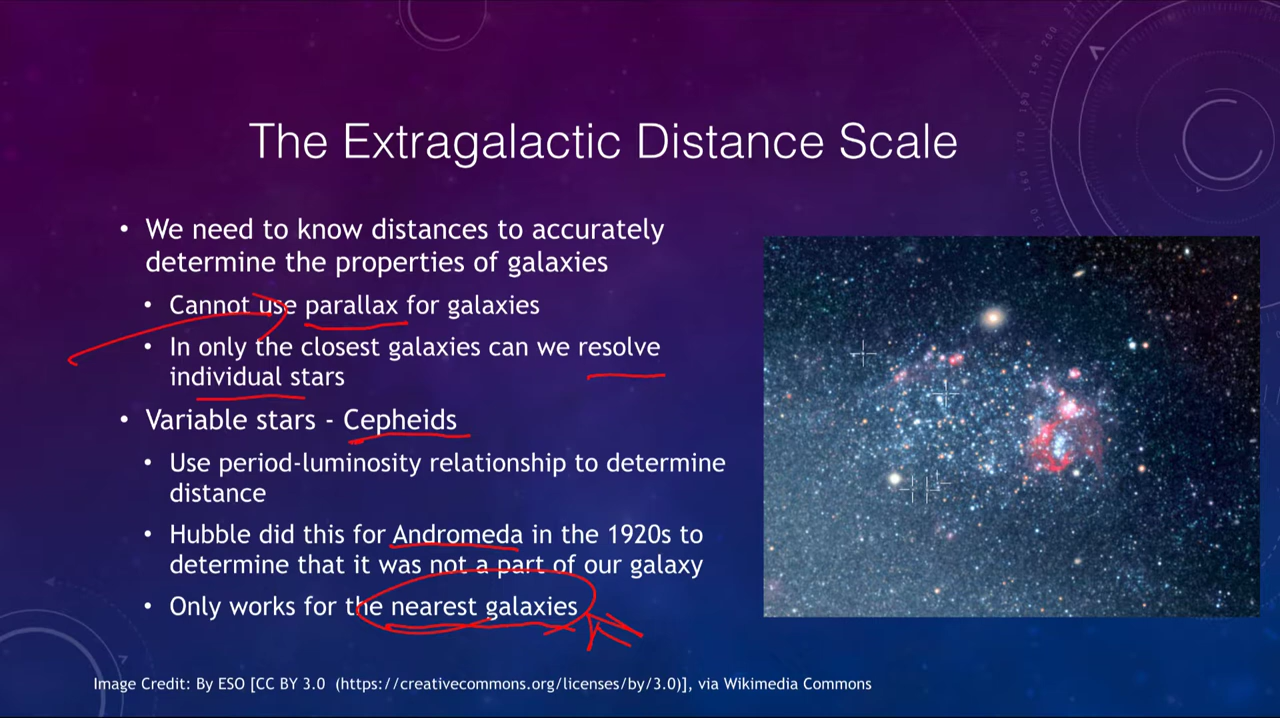 The Extragalactic Distance Scale
• We need to know distances to accurately
determine the properties of galaxies
• Cannot use parallax for galaxies
• In only the closest galaxies can we resolve
individual stars
• Variable stars - Cepheids
• Use period-luminosity relationship to determine
distance
• Hubble did this for Andromeda in the 1920s to
determine that it was not a part of our galaxy
• Only works for the nearest galaxies
Image Credit: By ESO [CC BY 3.0 (https://creativecommons.org/licenses/by/3.0)], via Wikimedia Commons